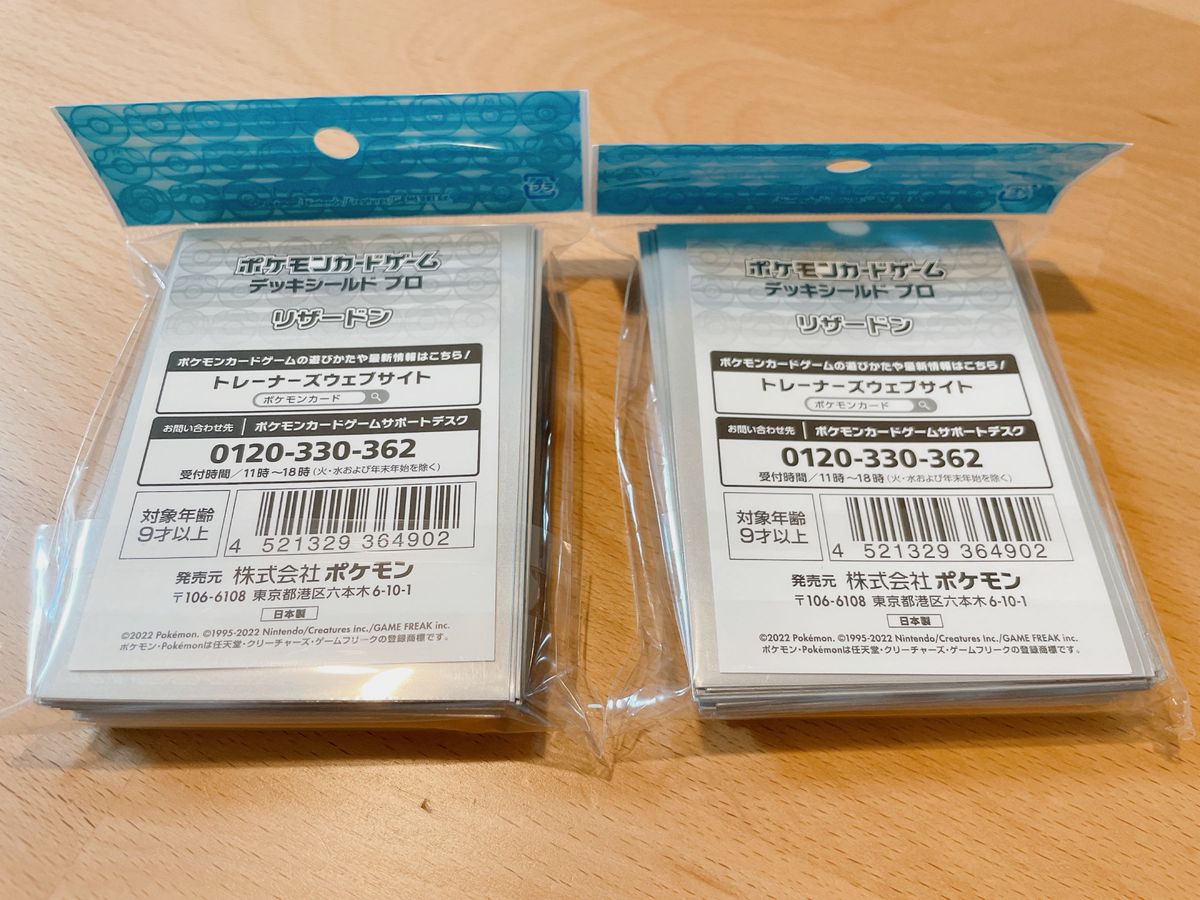 プラ
ポケモンカードゲーム
デッキシールド プロ
リザードン
ポケモンカードゲームの遊びかたや最新情報はこちら!
トレーナーズウェブサイト
ポケモンカード
お問い合わせ先 ポケモンカードゲームサポートデスク
0120-330-362
受付時間/11時~18時(火・水および年末年始を除く)
対象年齢
9才以上
4 521329 364902
発売元 株式会社 ポケモン
〒106-6108 東京都港区六本木6-10-1
日本製
©2022 Pokémon. ©1995-2022 Nintendo/Creatures inc./GAME FREAK inc.
ポケモン・Pokémonは任天堂・クリーチャーズ・ゲームフリークの登録商標です。
ポケモンカードゲーム
デッキシールド プロ
リザードン
ポケモンカードゲームの遊びかたや最新情報はこちら!
トレーナーズウェブサイト
ポケモンカード
お問い合わせ先 ポケモンカードゲームサポートデスク
0120-330-362
受付時間/11時~18時(火・水および年末年始を除く)
対象年齢
9才以上
4 521329 364902
発売元 株式会社 ポケモン
〒106-6108 東京都港区六本木6-10-1
日本製
©2022 Pokémon. ©1995-2022 Nintendo/Creatures inc./GAME FREAK inc.
ポケモン・Pokémonは任天堂・クリーチャーズ・ゲームフリークの登録商標です。